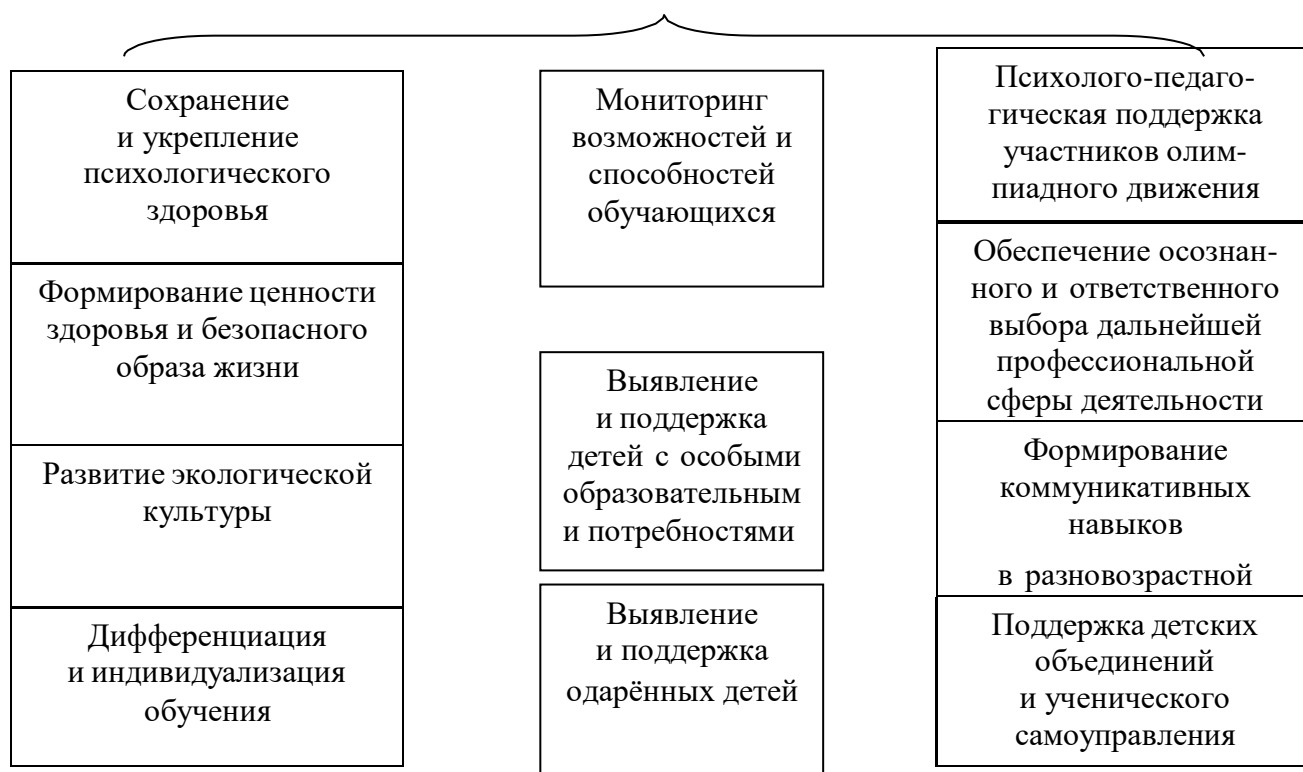 Сохранение
и укрепление
психологического
здоровья
Формирование ценности
здоровья и безопасного
образа жизни
Развитие экологической
культуры
Дифференциация
и индивидуализация
обучения
Мониторинг
возможностей и
способностей
обучающихся
Выявление
и поддержка
детей с особыми
образовательным
и потребностями
Выявление
и поддержка
одарённых детей
Психолого-педаго-
гическая поддержка
участников олим-
пиадного движения
Обеспечение осознан-
ного и ответственного
выбора дальнейшей
профессиональной
сферы деятельности
Формирование
коммуникативных
навыков
в разновозрастной
Поддержка детских
объединений
и ученического
самоуправления